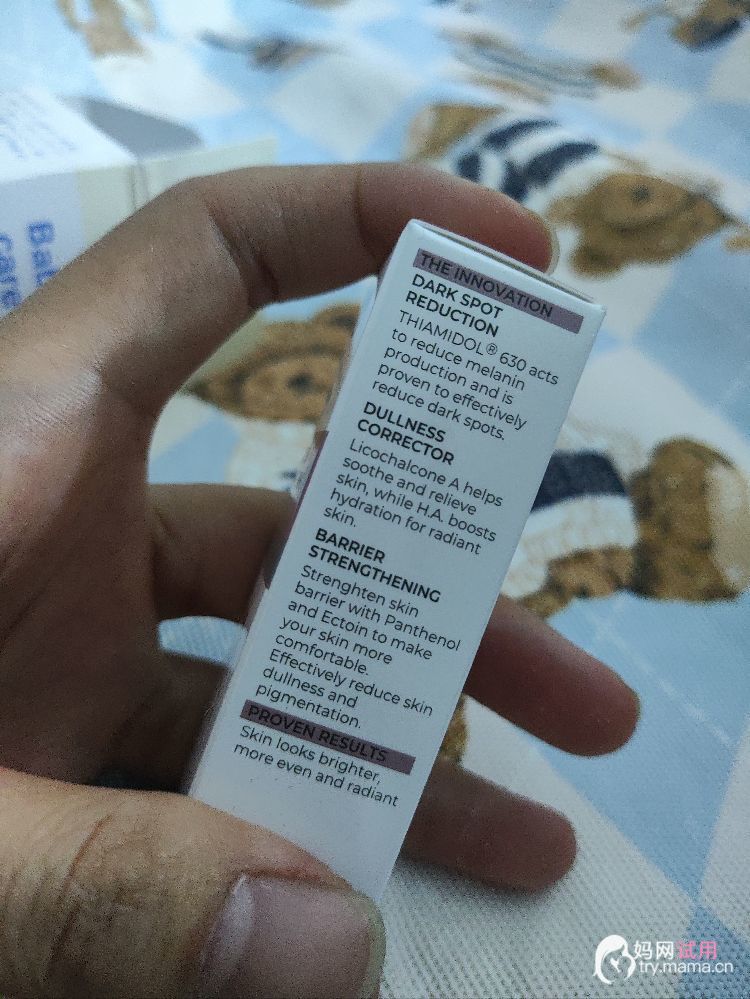 THE INNOVATION
DARK SPOT
REDUCTION
THIAMIDOL® 630 acts
to reduce melanin
production and is
proven to effectively
reduce dark spots.
DULLNESS
CORRECTOR
Licochalcone A helps
soothe and relieve
skin, while H.A. boosts
hydration for radiant
skin.
BARRIER
STRENGTHENING
Strenghten skin
barrier with Panthenol
and Ectoin to make
your skin more
comfortable.
Effectively reduce skin
dullness and
pigmentation.
PROVEN RESULTS
Skin looks brighter,
more even and radiant
妈网试用
try.mama.cn